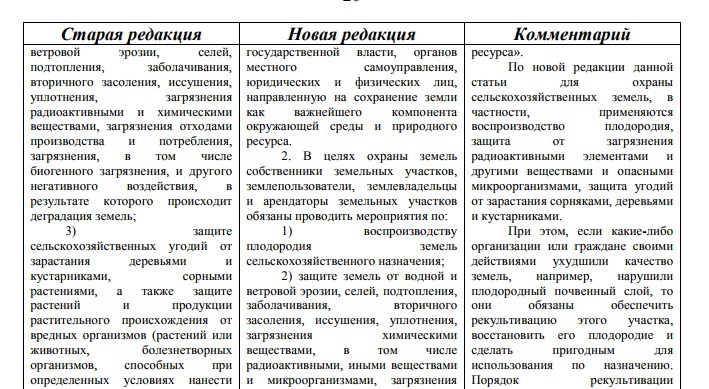 Старая редакция
Новая редакция
Комментарий
ветровой эрозии, селей,
подтопления, заболачивания,
вторичного засоления, иссушения,
уплотнения, загрязнения
радиоактивными и химическими
веществами, загрязнения отходами
производства и потребления,
загрязнения, в том числе
биогенного загрязнения, и другого
негативного воздействия, в
результате которого происходит
деградация земель;
3) защите
сельскохозяйственных угодий от
зарастания деревьями и
кустарниками, сорными
растениями, а также защите
растений и продукции
растительного происхождения от
вредных организмов (растений или
животных, болезнетворных
организмов, способных при
определенных условиях нанести
государственной власти, органов
местного самоуправления,
юридических и физических лиц,
направленную на сохранение земли
как важнейшего компонента
окружающей среды и природного
ресурса.
2. В целях охраны земель
собственники земельных участков,
землепользователи, землевладельцы
и арендаторы земельных участков
обязаны проводить мероприятия по:
1) воспроизводству
плодородия земель
сельскохозяйственного назначения;
2) защите земель от водной и
ветровой эрозии, селей, подтопления,
заболачивания, вторичного
засоления, иссушения, уплотнения,
загрязнения химическими
веществами, в том числе
радиоактивными, иными веществами
и микроорганизмами, загрязнения
ресурса».
По новой редакции данной
статьи для охраны
сельскохозяйственных земель, в
частности, применяются
воспроизводство плодородия,
защита от загрязнения
радиоактивными элементами и
другими веществами и опасными
микроорганизмами, защита угодий
от зарастания сорняками, деревьями
и кустарниками.
При этом, если какие-либо
организации или граждане своими
действиями ухудшили качество
земель, например, нарушили
плодородный почвенный слой, то
они обязаны обеспечить
рекультивацию этого участка,
восстановить его плодородие и
сделать пригодным для
использования по назначению.
Порядок рекультивации